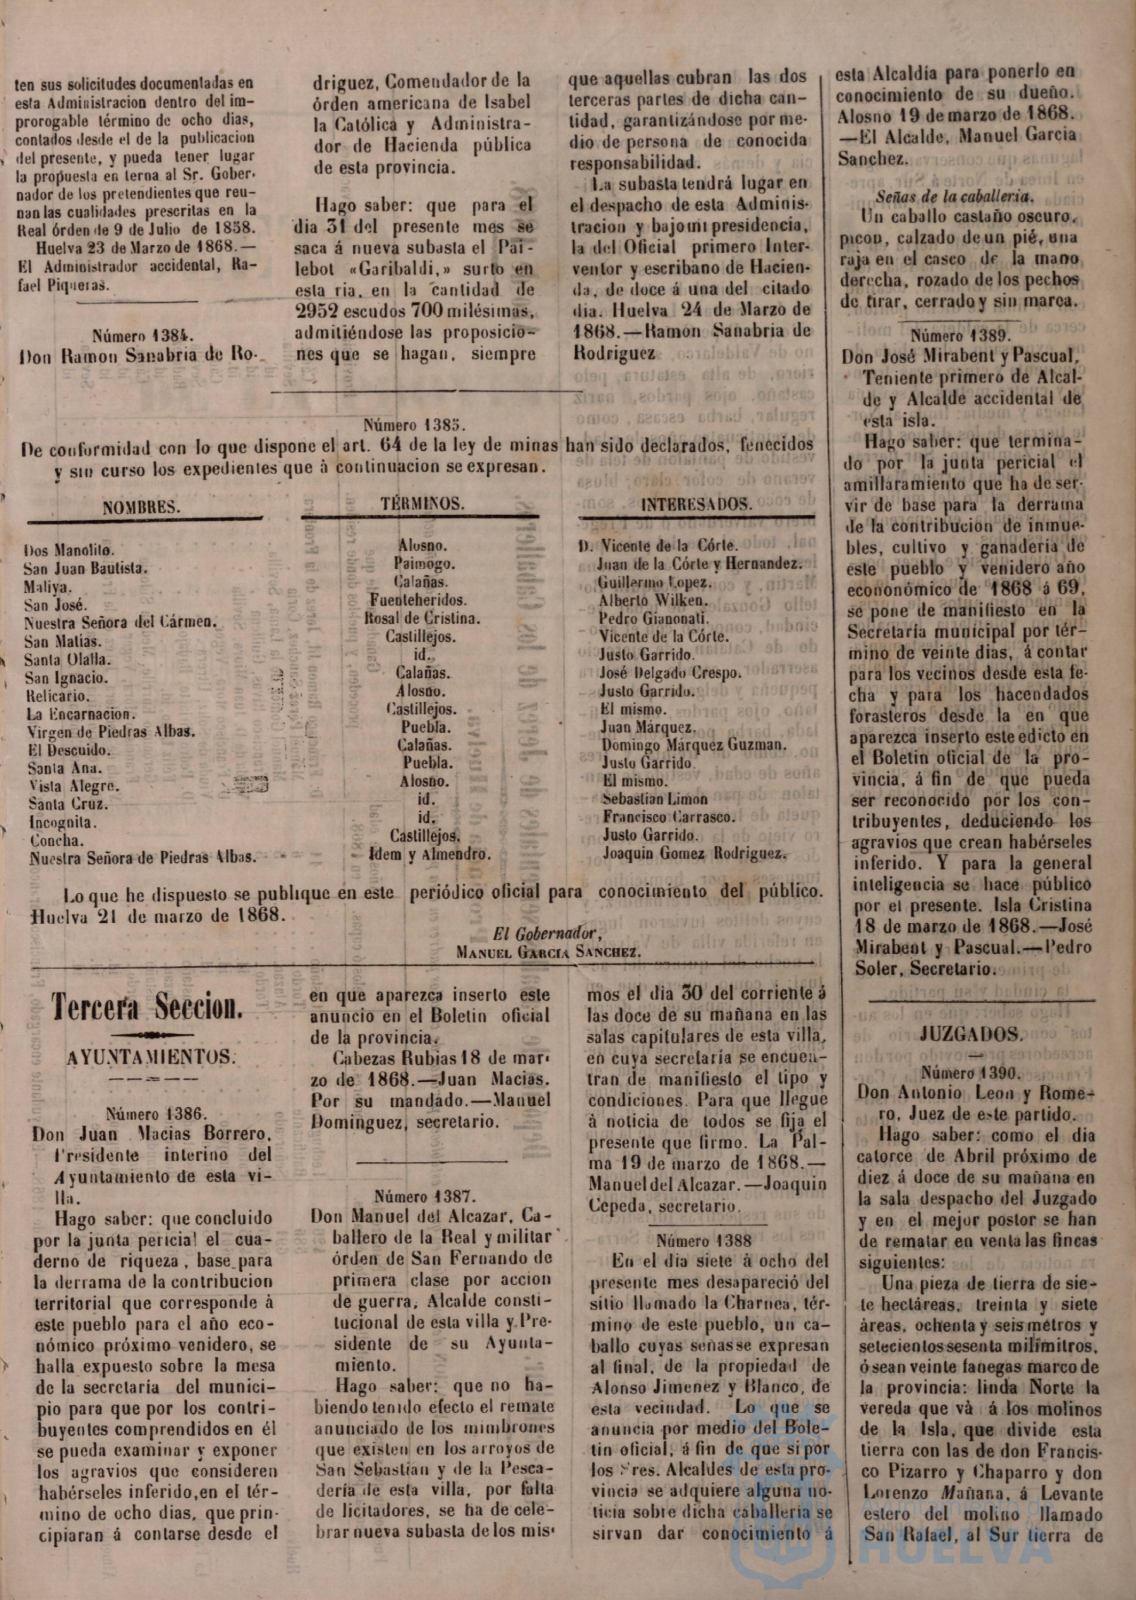 ten sus solicitudes documentadas en
esta Administracion dentro del im-
prorogable término de ocho dias,
contados desde el de la publicacion
del presente, y pueda tener lugar
la propuesta en terna al Sr. Gober-
nador de los pretendientes que reu-
nan las cualidades prescritas en la
Real órden de 9 de Julio de 1858.
Huelva 23 de Marzo de 1868.—
El Administrador accidental, Ra-
fael Piqueras.
Número 1384.
Don Ramon Sanabria de Ro-
driguez, Comendador de la
órden americana de Isabel
la Católica y Administra-
dor de Hacienda pública
de esta provincia.
Hago saber: que para el
dia 31 del presente mes se
saca á nueva subasta el Pai-
lebot «Garibaldi,» surto en
esta ria, en la cantidad de
2952 escudos 700 milésimas,
admitiéndose las proposicio-
nes que se hagan, siempre
que aquellas cubran las dos
terceras partes de dicha can-
tidad, garantizándose por me-
dio de persona de conocida
responsabilidad.
La subasta tendrá lugar en
el despacho de esta Adminis-
tracion y bajo mi presidencia,
la del Oficial primero Inter-
ventor y escribano de Hacien-
da, de doce á una del citado
dia. Huelva 24 de Marzo de
1868.—Ramon Sanabria de
Rodriguez
Número 1385.
De conformidad con lo que dispone el art. 64 de la ley de minas han sido declarados, fenecidos
y sin curso los expedientes que á continuacion se expresan.
NOMBRES. TÉRMINOS. INTERESADOS.
Dos Manolito. Alosno. D. Vicente de la Córte.
San Juan Bautista. Paimogo. Juan de la Córte y Hernandez.
Maliya. Calañas. Guillermo Lopez.
San José. Fuenteheridos. Alberto Wilken.
Nuestra Señora del Cármen. Rosal de Cristina. Pedro Gianonati.
San Matías. Castillejos. Vicente de la Córte.
Santa Olalla. id. Justo Garrido.
San Ignacio. Calañas. José Delgado Crespo.
Relicario. Alosno. Justo Garrido.
La Encarnacion. Castillejos. El mismo.
Virgen de Piedras Albas. Puebla. Juan Márquez.
El Descuido. Calañas. Domingo Márquez Guzman.
Santa Ana. Puebla. Justo Garrido.
Vista Alegre. Alosno. El mismo.
Santa Cruz. id. Sebastian Limon
Incognita. id. Francisco Carrasco.
Concha. Castillejos. Justo Garrido.
Nuestra Señora de Piedras Albas. Idem y Almendro. Joaquin Gomez Rodriguez.
Lo que he dispuesto se publique en este periódico oficial para conocimiento del público.
Huelva 21 de marzo de 1868.
El Gobernador,
MANUEL GARCIA SANCHEZ.
Tercera Seccion.
AYUNTAMIENTOS.
Número 1386.
Don Juan Macias Borrero,
Presidente interino del
Ayuntamiento de esta vi-
lla.
Hago saber: que concluido
por la junta pericial el cua-
derno de riqueza, base para
la derrama de la contribucion
territorial que corresponde á
este pueblo para el año eco-
nómico próximo venidero, se
halla expuesto sobre la mesa
de la secretaría del munici-
pio para que por los contri-
buyentes comprendidos en él
se pueda examinar y exponer
los agravios que consideren
habérseles inferido, en el tér-
mino de ocho dias, que prin-
cipiaran á contarse desde el
en que aparezca inserto este
anuncio en el Boletin oficial
de la provincia.
Cabezas Rubias 18 de mar-
zo de 1868.—Juan Macias.
Por su mandado.—Manuel
Dominguez, secretario.
Número 1387.
Don Manuel del Alcazar, Ca-
ballero de la Real y militar
órden de San Fernando de
primera clase por accion
de guerra, Alcalde consti-
tucional de esta villa y Pre-
sidente de su Ayunta-
miento.
Hago saber: que no ha-
biendo tenido efecto el remate
anunciado de los mimbrones
que existen en los arroyos de
San Sebastian y de la Pesca-
dería de esta villa, por falta
de licitadores, se ha de cele-
brar nueva subasta de los mis-
mos el dia 30 del corriente á
las doce de su mañana en las
salas capitulares de esta villa,
en cuya secretaría se encuen-
tran de manifiesto el tipo y
condiciones. Para que llegue
á noticia de todos se fija el
presente que firmo. La Pal-
ma 19 de marzo de 1868.—
Manuel del Alcazar.—Joaquin
Cepeda, secretario.
Número 1388
En el dia siete á ocho del
presente mes desapareció del
sitio llamado la Charnea, tér-
mino de este pueblo, un ca-
ballo cuyas señas se expresan
al final, de la propiedad de
Alonso Jimenez y Blanco, de
esta vecindad. Lo que se
anuncia por medio del Bole-
tin oficial, á fin de que si por
los Sres. Alcaldes de esta pro-
vincia se adquiere alguna no-
ticia sobre dicha caballeria se
sirvan dar conocimiento á
esta Alcaldía para ponerlo en
conocimiento de su dueño.
Alosno 19 de marzo de 1868.
—El Alcalde, Manuel Garcia
Sanchez.
Señas de la caballeria.
Un caballo castaño oscuro,
picon, calzado de un pié, una
raja en el casco de la mano
derecha, rozado de los pechos
de tirar, cerrado y sin marca.
Número 1389.
Don José Mirabent y Pascual,
Teniente primero de Alcal-
de y Alcalde accidental de
esta isla.
Hago saber: que termina-
do por la junta pericial el
amillaramiento que ha de ser-
vir de base para la derrama
de la contribucion de inmue-
bles, cultivo y ganadería de
este pueblo y venidero año
econonómico de 1868 á 69,
se pone de manifiesto en la
Secretaría municipal por tér-
mino de veinte dias, á contar
para los vecinos desde esta fe-
cha y para los hacendados
forasteros desde la en que
aparezca inserto este edicto en
el Boletin oficial de la pro-
vincia, á fin de que pueda
ser reconocido por los con-
tribuyentes, deduciendo los
agravios que crean habérseles
inferido. Y para la general
inteligencia se hace público
por el presente. Isla Cristina
18 de marzo de 1868.—José
Mirabent y Pascual.—Pedro
Soler, Secretario.
JUZGADOS.
Número 1390.
Don Antonio Leon y Rome-
ro, Juez de este partido.
Hago saber: como el dia
catorce de Abril próximo de
diez á doce de su mañana en
la sala despacho del Juzgado
y en el mejor postor se han
de rematar en venta las fincas
siguientes:
Una pieza de tierra de sie-
te hectáreas, treinta y siete
áreas, ochenta y seis métros y
setecientos sesenta milímitros,
ó sean veinte fanegas marco de
la provincia: linda Norte la
vereda que vá á los molinos
de la Isla, que divide esta
tierra con las de don Francis-
co Pizarro y Chaparro y don
Lorenzo Mañana, á Levante
estero del molino llamado
San Rafael, al Sur tierra de
HUELVA